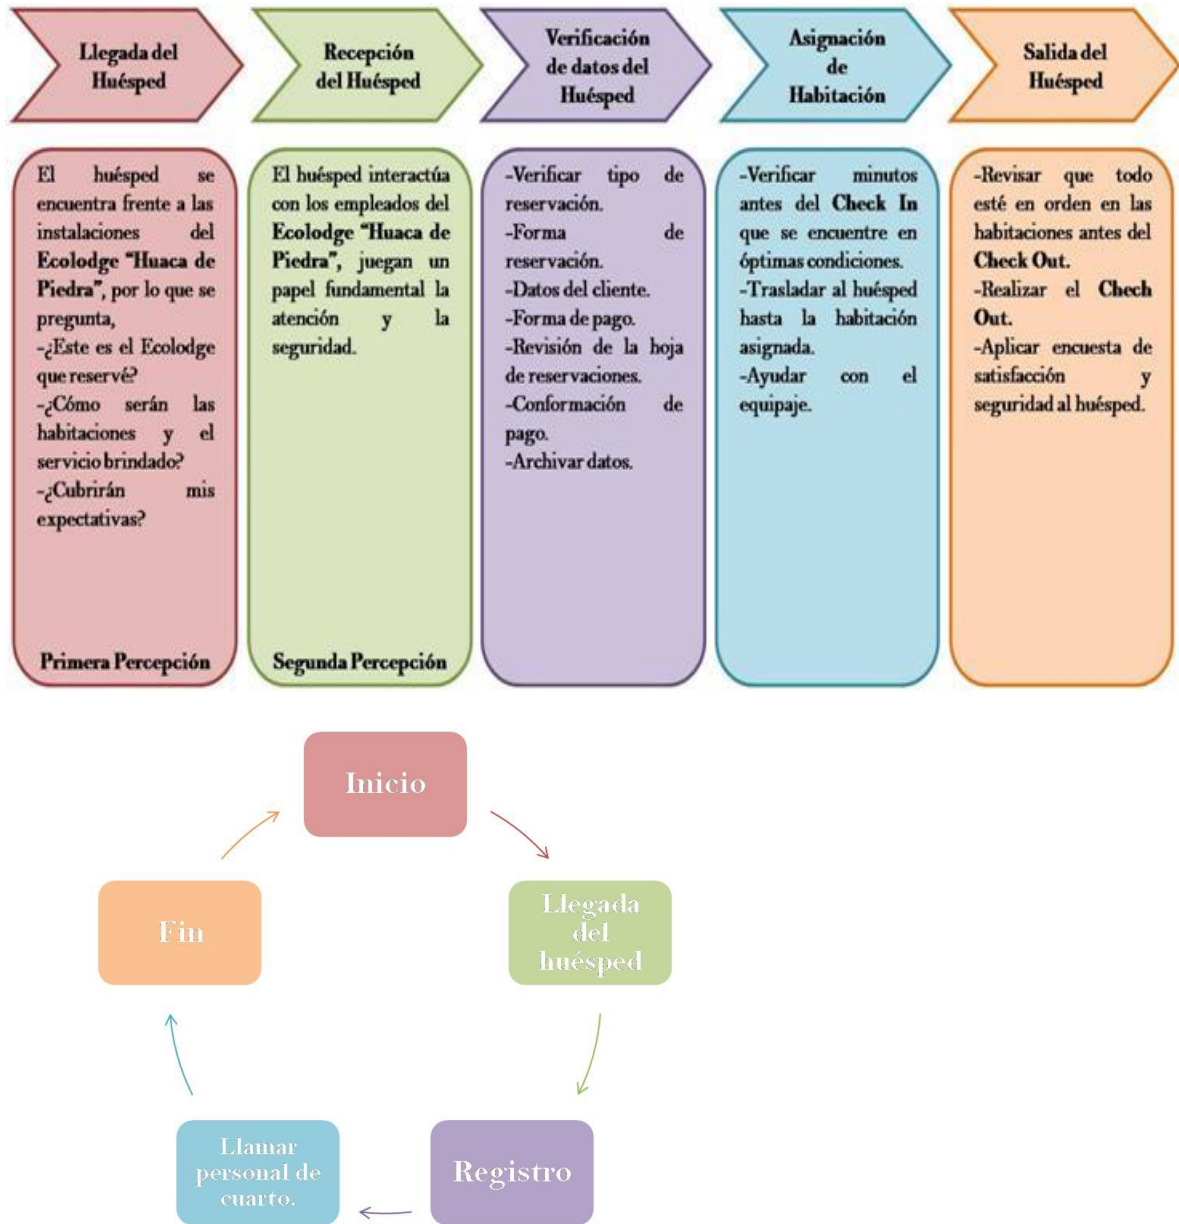 Llegada del
Huésped
Recepción
del Huésped
Verificación
de datos del
Huésped
Asignación
de
Habitación
Salida del
Huésped
El huésped se
encuentra frente a las
instalaciones del
Ecolodge “Huaca de
Piedra”, por lo que se
pregunta,
-¿Este es el Ecolodge
que reservé?
-¿Cómo serán las
habitaciones y el
servicio brindado?
-¿Cubrirán mis
expectativas?
Primera Percepción
El huésped interactúa
con los empleados del
Ecolodge “Huaca de
Piedra”, juegan un
papel fundamental la
atención y la
seguridad.
Segunda Percepción
-Verificar tipo de
reservación.
-Forma de
reservación.
-Datos del cliente.
-Forma de pago.
-Revisión de la hoja
de reservaciones.
-Conformación de
pago.
-Archivar datos.
-Verificar minutos
antes del Check In
que se encuentre en
óptimas condiciones.
-Trasladar al huésped
hasta la habitación
asignada.
-Ayudar con el
equipaje.
-Revisar que todo
esté en orden en las
habitaciones antes del
Check Out.
-Realizar el Chech
Out.
-Aplicar encuesta de
satisfacción y
seguridad al huésped.
Inicio
Llegada
del
huésped
Registro
Llamar
personal de
cuarto.
Fin